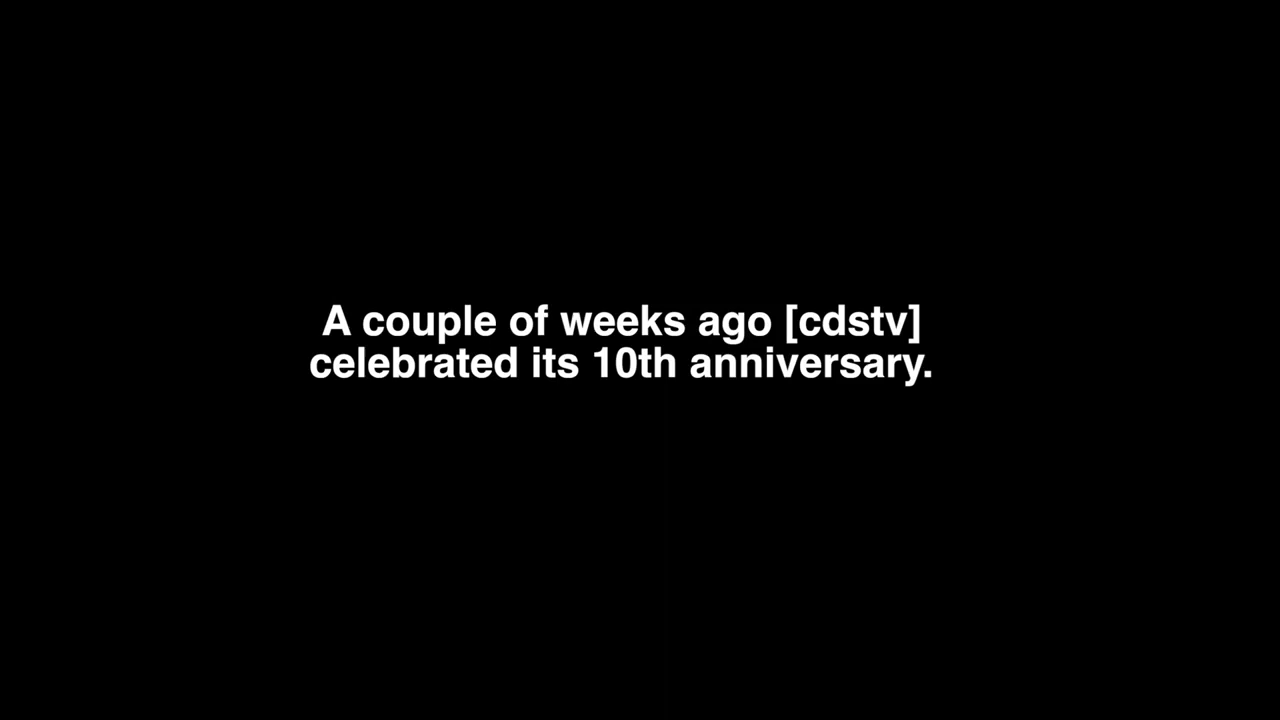 A couple of weeks ago [cdstv]
celebrated its 10th anniversary.